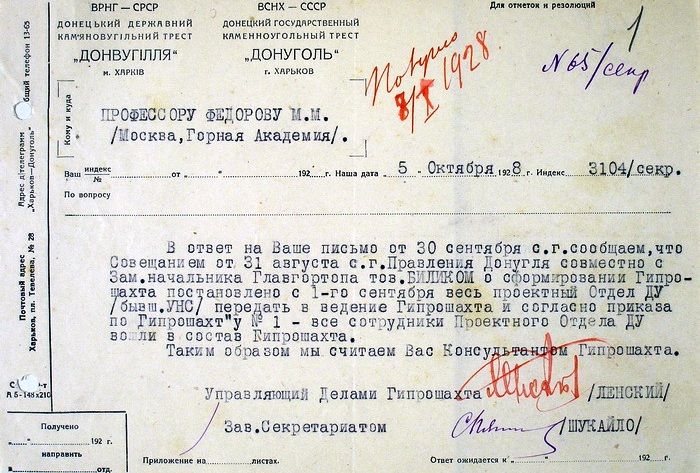 ВРНГ — СРСР
ДОНЕЦЬКИЙ ДЕРЖАВНИЙ
КАМ'ЯНОВУГІЛЬНИЙ ТРЕСТ
„ДОНВУГІЛЛЯ"
м. ХАРКІВ
ВСНХ — СССР
ДОНЕЦКИЙ ГОСУДАРСТВЕННЫЙ
КАМЕННОУГОЛЬНЫЙ ТРЕСТ
„ДОНУГОЛЬ"
г. ХАРЬКОВ
Для отметок и резолюций
1
8/X 1928
№65/секр
Кому и куда
ПРОФЕССОРУ ФЕДОРОВУ М.М.
/Москва,Горная Академия/.
Ваш индекс № от „ " 192 г. Наша дата 5 Октября 1928 г. Индекс 3104/секр.
По вопросу
В ответ на Ваше письмо от 30 сентября с.г.сообщаем,что
Совещанием от 31 августа с.г.Правления Донугля совместно с
Зам.начальника Главгортопа тов.БИЛИКОМ о сформировании Гипро-
шахта постановлено с 1-го сентября весь проектный Отдел ДУ
/бывш.УНС/ передать в ведение Гипрошахта и согласно приказа
по Гипрошахт"у № 1 - все сотрудники Проектного Отдела ДУ
вошли в состав Гипрошахта.
Таким образом мы считаем Вас Консультантом Гипрошахта.
Управляющий Делами Гипрошахта /ЛЕНСКИЙ/
Зав.Секретариатом /ШУКАЙЛО/
Приложение на листах.
Ответ ожидается к „ " 192 г.
Получено
„ " 192 г.
направить
в отд.
Почтовый адрес
Харьков, пл. Тевелева, № 28
Адрес для телеграмм
„Харьков—Донуголь"
общий телефон 13-65
А 5-148х210